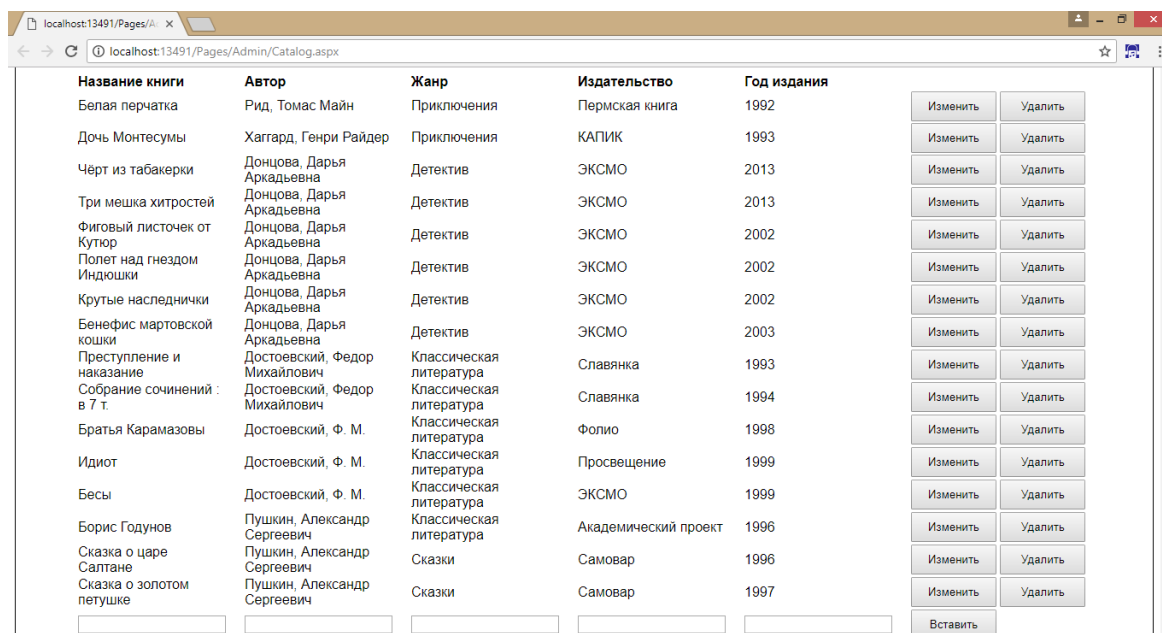 localhost:13491/Pages/A
localhost:13491/Pages/Admin/Catalog.aspx
Название книги Автор Жанр Издательство Год издания
Белая перчатка Рид, Томас Майн Приключения Пермская книга 1992 Изменить Удалить
Дочь Монтесумы Хаггард, Генри Райдер Приключения КАПИК 1993 Изменить Удалить
Чёрт из табакерки Донцова, Дарья Аркадьевна Детектив ЭКСМО 2013 Изменить Удалить
Три мешка хитростей Донцова, Дарья Аркадьевна Детектив ЭКСМО 2013 Изменить Удалить
Фиговый листочек от Кутюр Донцова, Дарья Аркадьевна Детектив ЭКСМО 2002 Изменить Удалить
Полет над гнездом Индюшки Донцова, Дарья Аркадьевна Детектив ЭКСМО 2002 Изменить Удалить
Крутые наследнички Донцова, Дарья Аркадьевна Детектив ЭКСМО 2002 Изменить Удалить
Бенефис мартовской кошки Донцова, Дарья Аркадьевна Детектив ЭКСМО 2003 Изменить Удалить
Преступление и наказание Достоевский, Федор Михайлович Классическая литература Славянка 1993 Изменить Удалить
Собрание сочинений : в 7 т. Достоевский, Федор Михайлович Классическая литература Славянка 1994 Изменить Удалить
Братья Карамазовы Достоевский, Ф. М. Классическая литература Фолио 1998 Изменить Удалить
Идиот Достоевский, Ф. М. Классическая литература Просвещение 1999 Изменить Удалить
Бесы Достоевский, Ф. М. Классическая литература ЭКСМО 1999 Изменить Удалить
Борис Годунов Пушкин, Александр Сергеевич Классическая литература Академический проект 1996 Изменить Удалить
Сказка о царе Салтане Пушкин, Александр Сергеевич Сказки Самовар 1996 Изменить Удалить
Сказка о золотом петушке Пушкин, Александр Сергеевич Сказки Самовар 1997 Изменить Удалить
Вставить